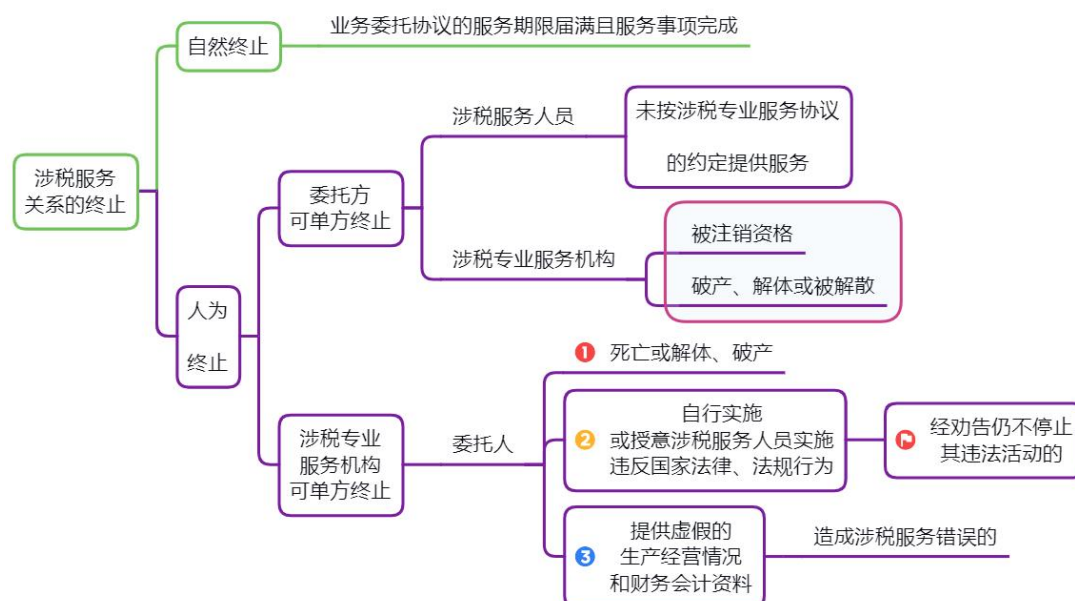 涉税服务
关系的终止
自然终止
业务委托协议的服务期限届满且服务事项完成
人为
终止
委托方
可单方终止
涉税服务人员
未按涉税专业服务协议
的约定提供服务
涉税专业服务机构
被注销资格
破产、解体或被解散
涉税专业
服务机构
可单方终止
委托人
1 死亡或解体、破产
2 自行实施
或授意涉税服务人员实施
违反国家法律、法规行为
经劝告仍不停止
其违法活动的
3 提供虚假的
生产经营情况
和财务会计资料
造成涉税服务错误的